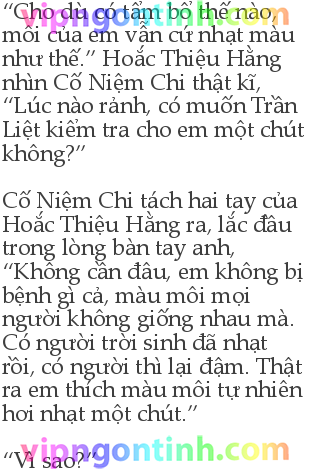 “Cho dù có tẩm bổ thế nào,
môi của em vẫn cứ nhạt màu
như thế.” Hoắc Thiệu Hằng
nhìn Cố Niệm Chi thật kĩ,
“Lúc nào rảnh, có muốn Trần
Liệt kiểm tra cho em một chút
không?”
Cố Niệm Chi tách hai tay của
Hoắc Thiệu Hằng ra, lắc đầu
trong lòng bàn tay anh,
“Không cần đâu, em không bị
bệnh gì cả, màu môi mọi
người không giống nhau mà.
Có người trời sinh đã nhạt
rồi, có người thì lại đậm. Thật
ra em thích màu môi tự nhiên
hơi nhạt một chút.”
“Vì sao?”
vipngontinh.com
vipngontinh.com
vipngontinh.com